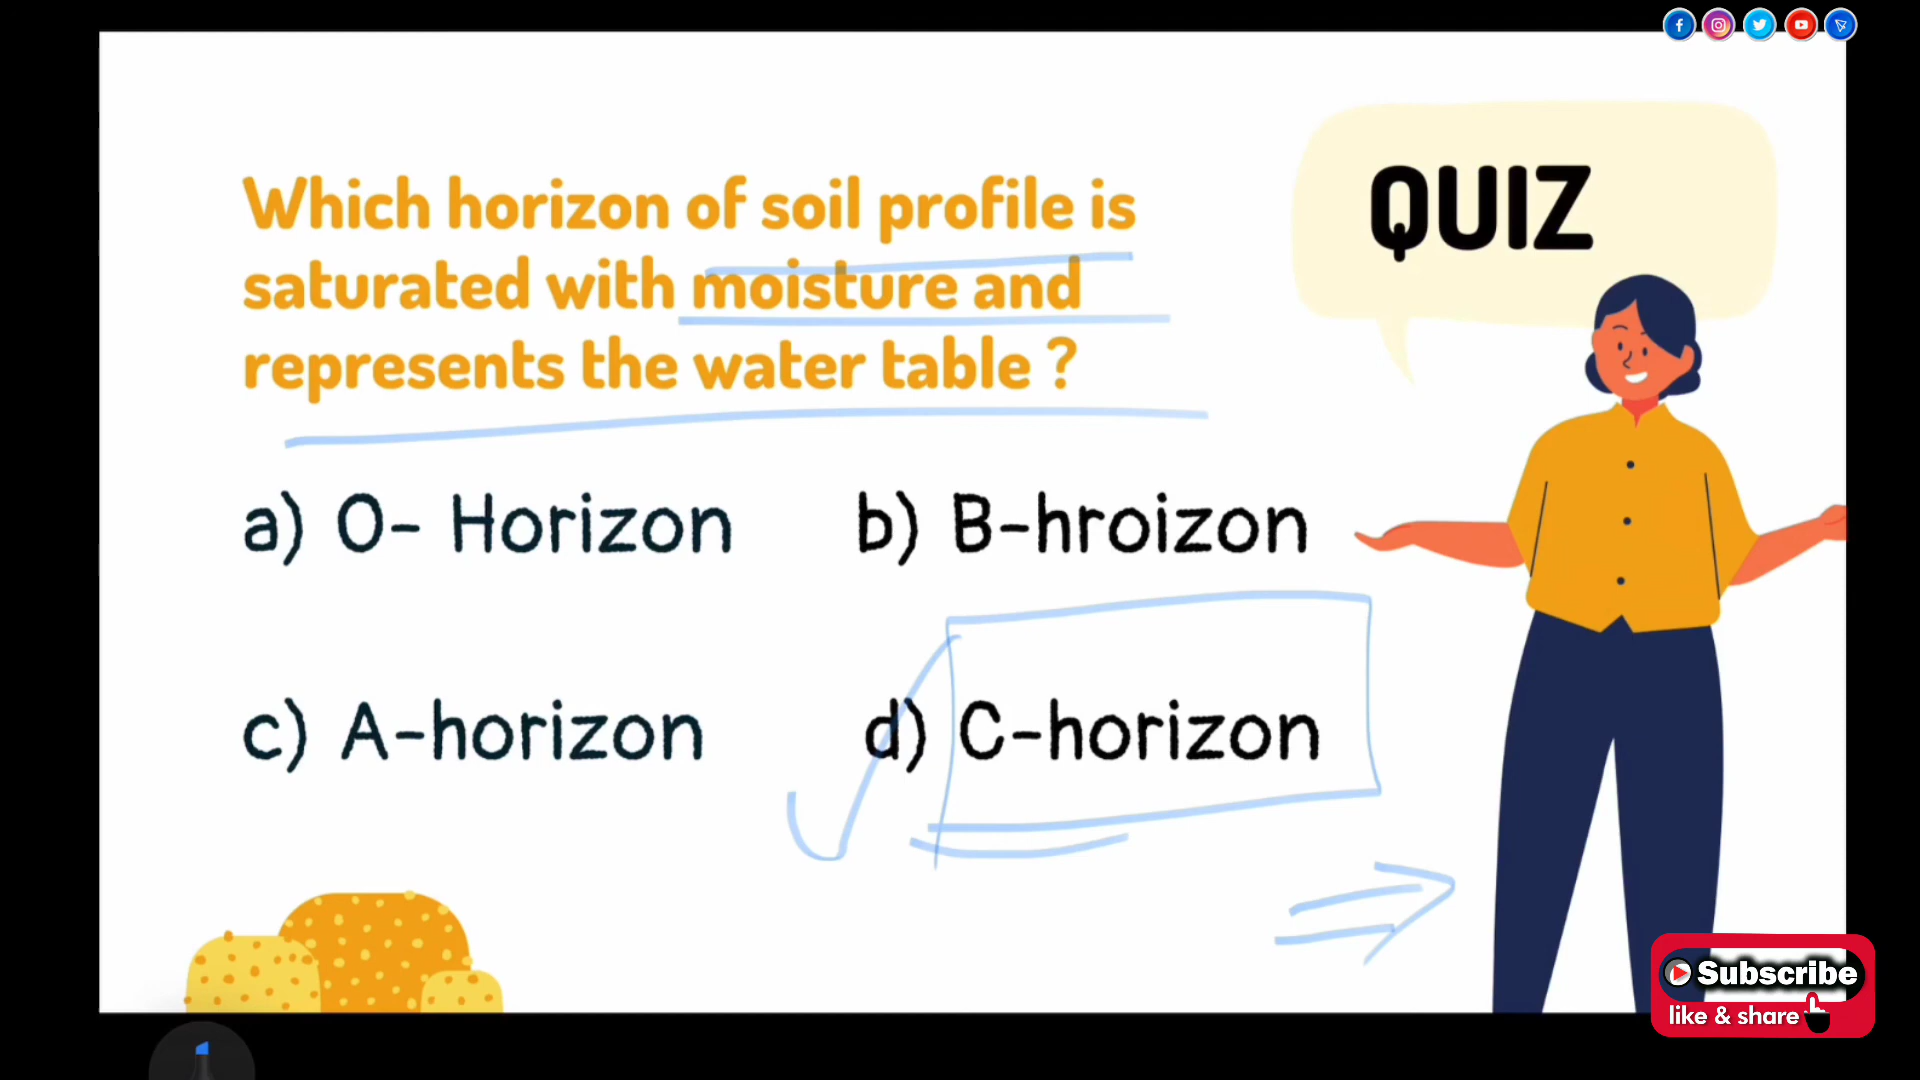 QUIZ
Which horizon of soil profile is
saturated with moisture and
represents the water table ?
a) O- Horizon
b) B-hroizon
c) A-horizon
d) C-horizon
Subscribe
like & share